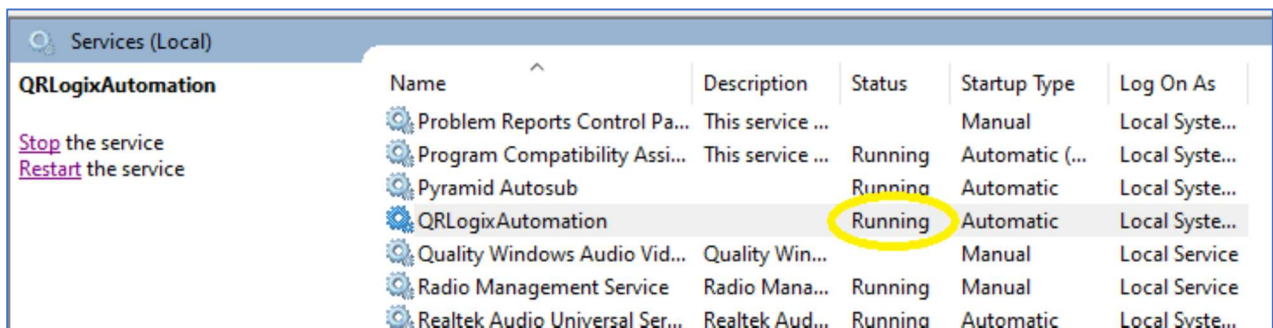 Services (Local)
QRLogixAutomation
Stop the service
Restart the service
Name Description Status Startup Type Log On As
Problem Reports Control Pa... This service ... Manual Local Syste...
Program Compatibility Assi... This service ... Running Automatic (... Local Syste...
Pyramid Autosub Running Automatic Local Syste...
QRLogixAutomation Running Automatic Local Syste...
Quality Windows Audio Vid... Quality Win... Manual Local Service
Radio Management Service Radio Mana... Running Manual Local Service
Realtek Audio Universal Ser... Realtek Aud... Running Automatic Local Syste...